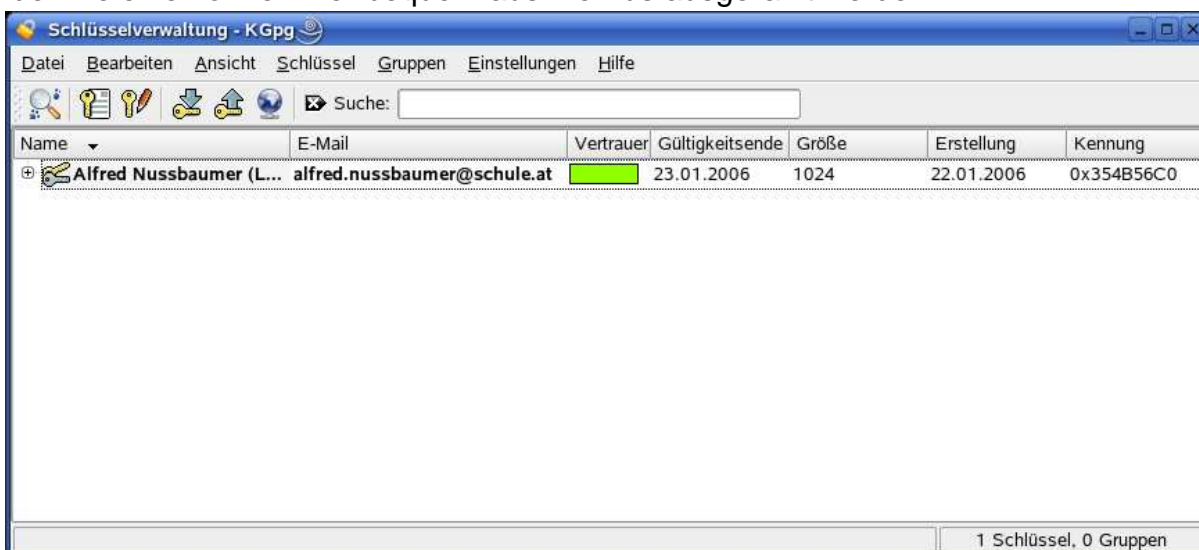 Schlüsselverwaltung - KGpg
Datei Bearbeiten Ansicht Schlüssel Gruppen Einstellungen Hilfe
Suche:
Name E-Mail Vertrauer Gültigkeitsende Größe Erstellung Kennung
Alfred Nussbaumer (L... alfred.nussbaumer@schule.at 23.01.2006 1024 22.01.2006 0x354B56C0
1 Schlüssel, 0 Gruppen